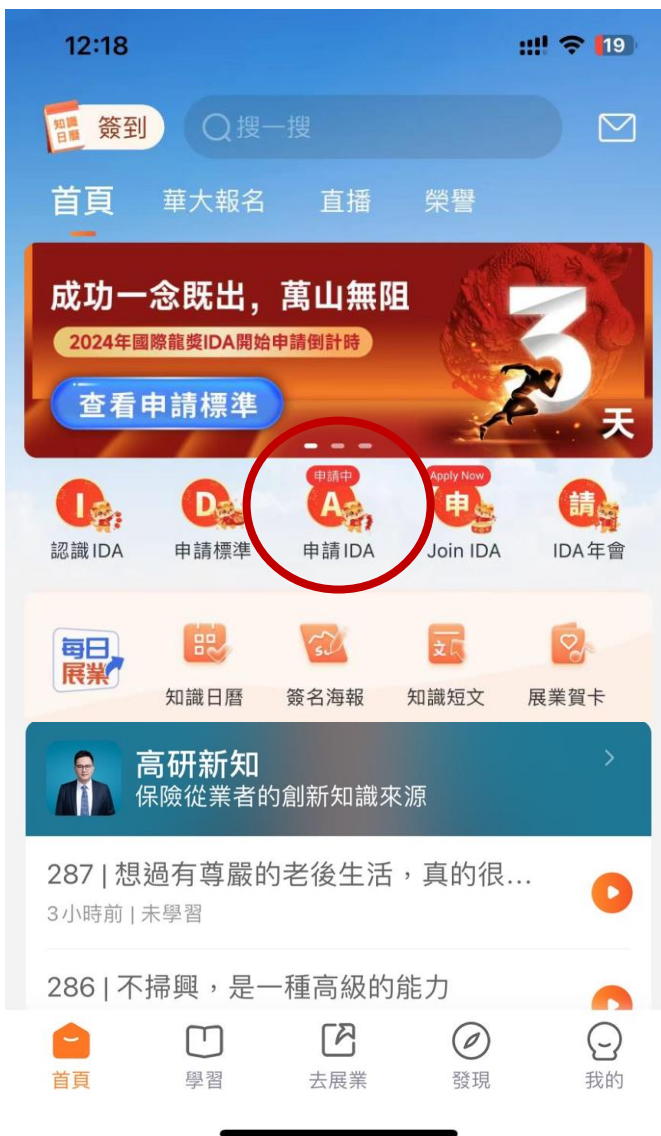 12:18
19
知識
日曆
簽到
搜一搜
首頁
華大報名
直播
榮譽
成功一念既出，萬山無阻
2024年國際龍獎IDA開始申請倒計時
查看申請標準
3
天
I
D
申請中
A
Apply Now
申
請
認識IDA
申請標準
申請IDA
Join IDA
IDA年會
每日
展業
知識日曆
簽名海報
知識短文
展業賀卡
高研新知
保險從業者的創新知識來源
287 | 想過有尊嚴的老後生活，真的很...
3小時前 | 未學習
286 | 不掃興，是一種高級的能力
首頁
學習
去展業
發現
我的